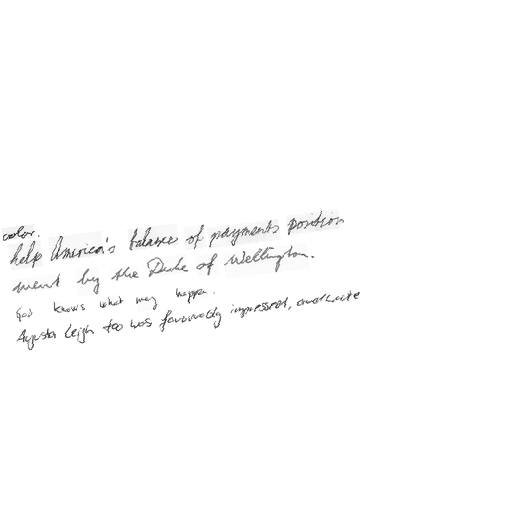 color.
help America's balance of payments position
ment by the Duke of Wellington.
God knows what may happen.
Augusta Leigh too was favourably impressed, and wrote